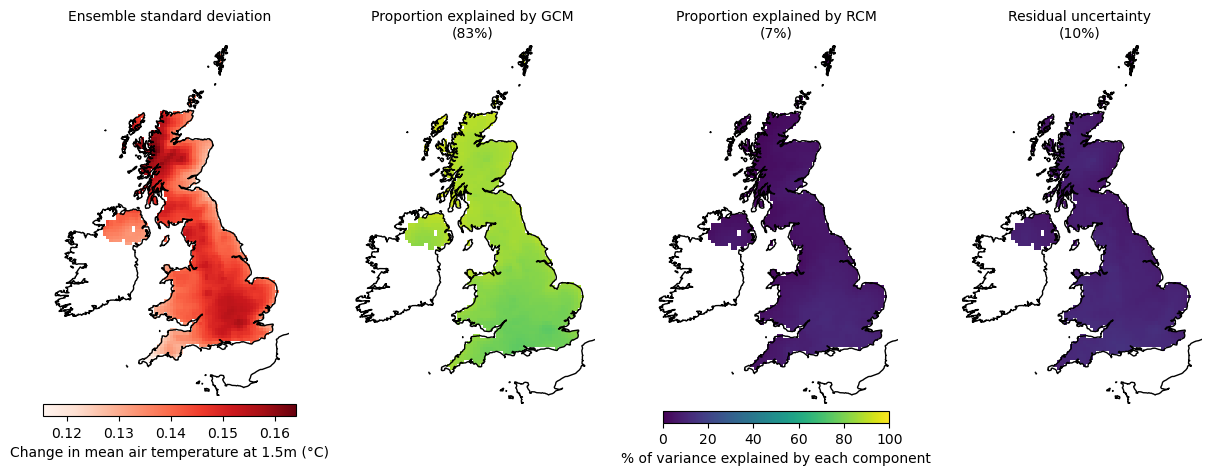 Ensemble standard deviation
Proportion explained by GCM
(83%)
Proportion explained by RCM
(7%)
Residual uncertainty
(10%)
0.12 0.13 0.14 0.15 0.16
Change in mean air temperature at 1.5m (°C)
0 20 40 60 80 100
% of variance explained by each component